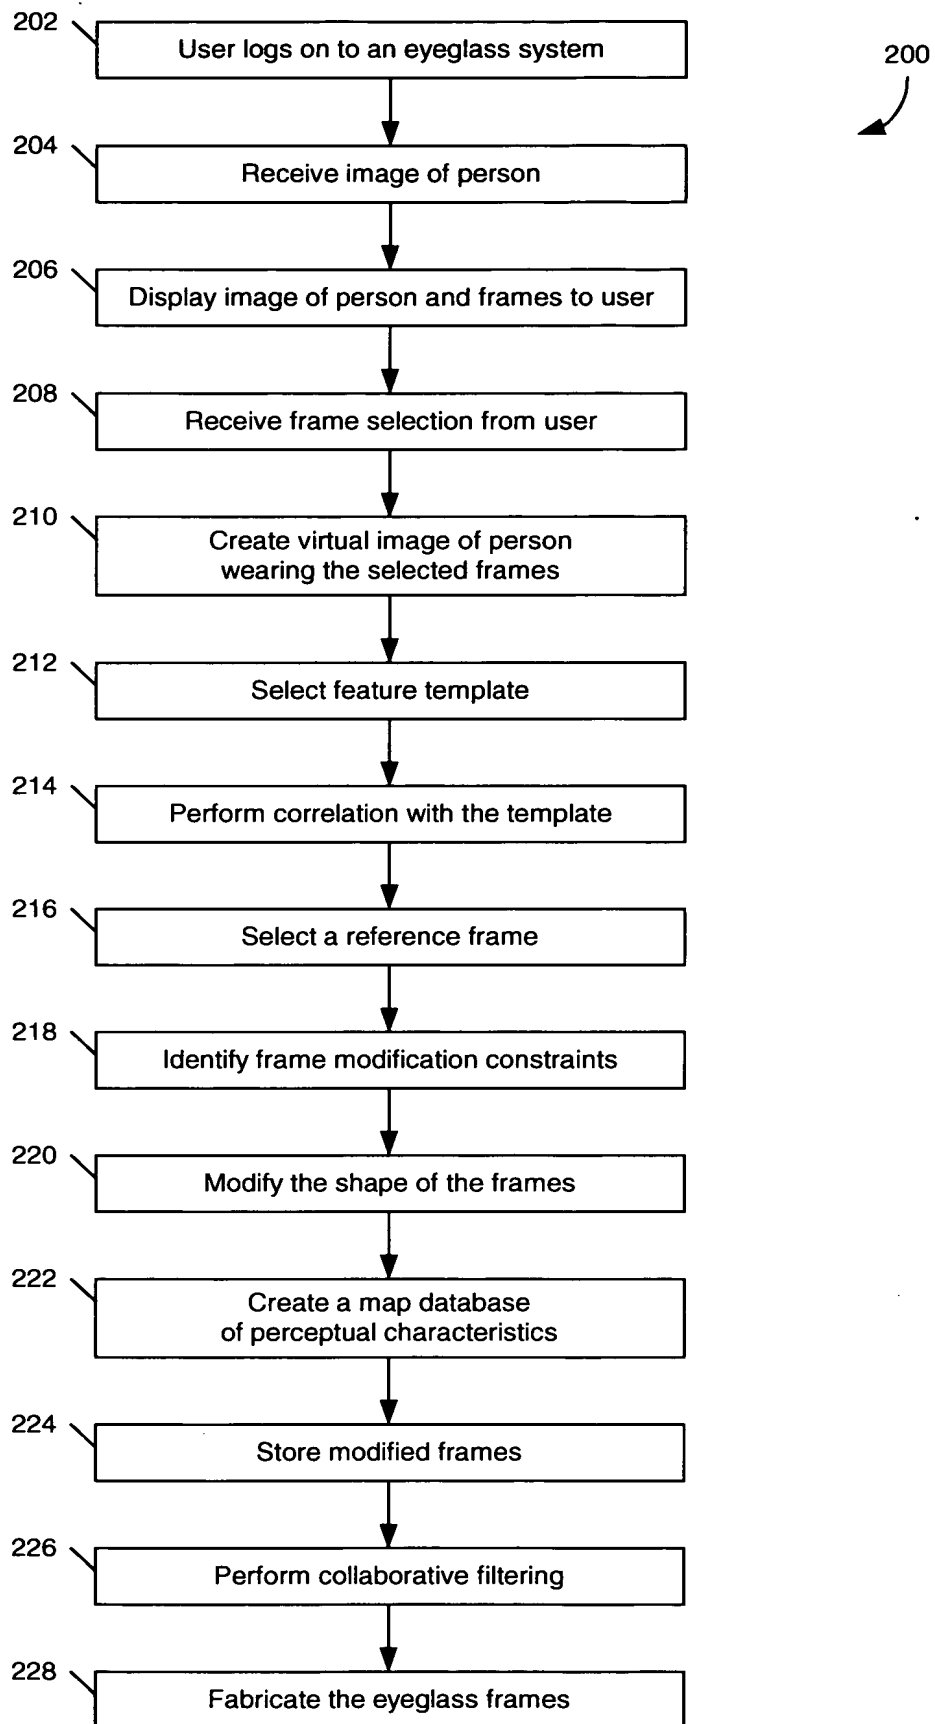 202
User logs on to an eyeglass system
200
204
Receive image of person
206
Display image of person and frames to user
208
Receive frame selection from user
210
Create virtual image of person
wearing the selected frames
212
Select feature template
214
Perform correlation with the template
216
Select a reference frame
218
Identify frame modification constraints
220
Modify the shape of the frames
222
Create a map database
of perceptual characteristics
224
Store modified frames
226
Perform collaborative filtering
228
Fabricate the eyeglass frames